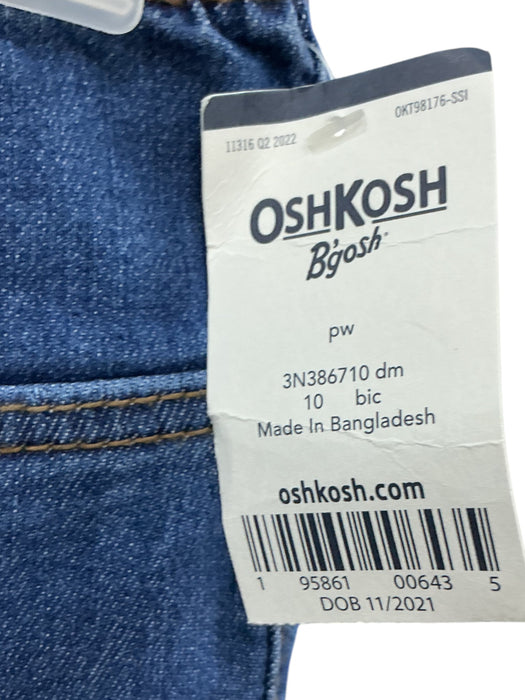 11316 Q2 2022 OKT98176-SSI
OSHKOSH
B'gosh
pw
3N386710 dm
10 bic
Made In Bangladesh
oshkosh.com
1 95861 00643 5
DOB 11/2021